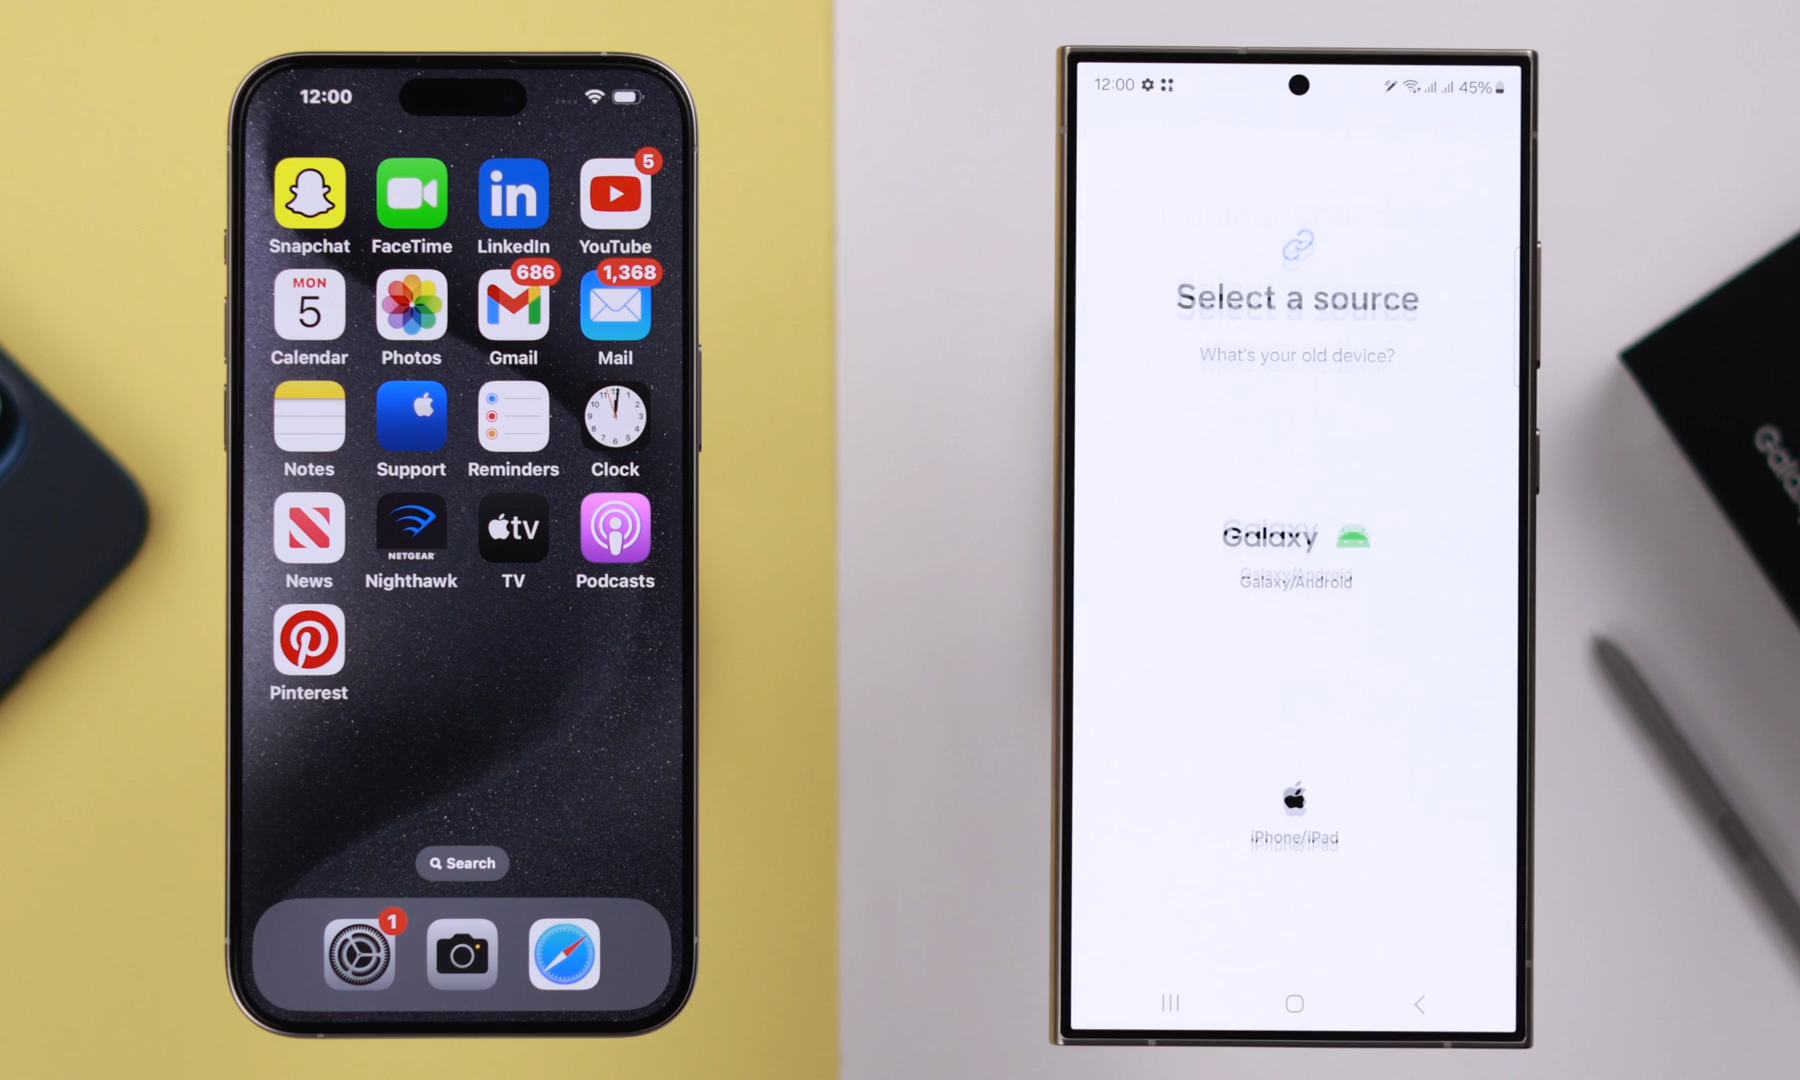 12:00
5
Snapchat
FaceTime
LinkedIn
YouTube
in
MON
5
686
1,368
Calendar
Photos
Gmail
Mail
Notes
Support
Reminders
Clock
NETGEAR
tv
News
Nighthawk
TV
Podcasts
Pinterest
Search
1
12:00
45%
Select a source
What's your old device?
Galaxy
Galaxy/Android
iPhone/iPad